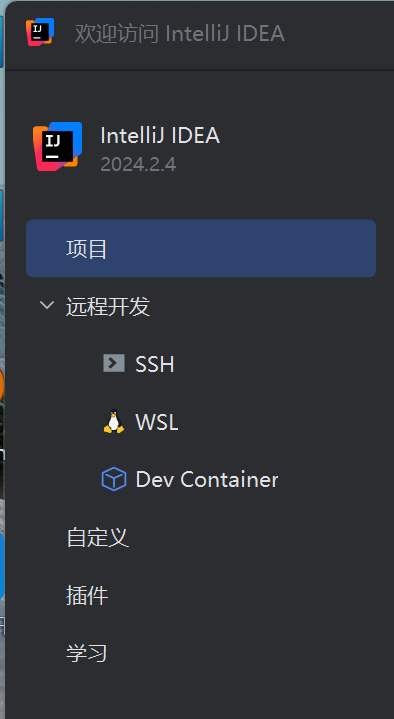 欢迎访问 IntelliJ IDEA
IntelliJ IDEA
2024.2.4
项目
远程开发
SSH
WSL
Dev Container
自定义
插件
学习